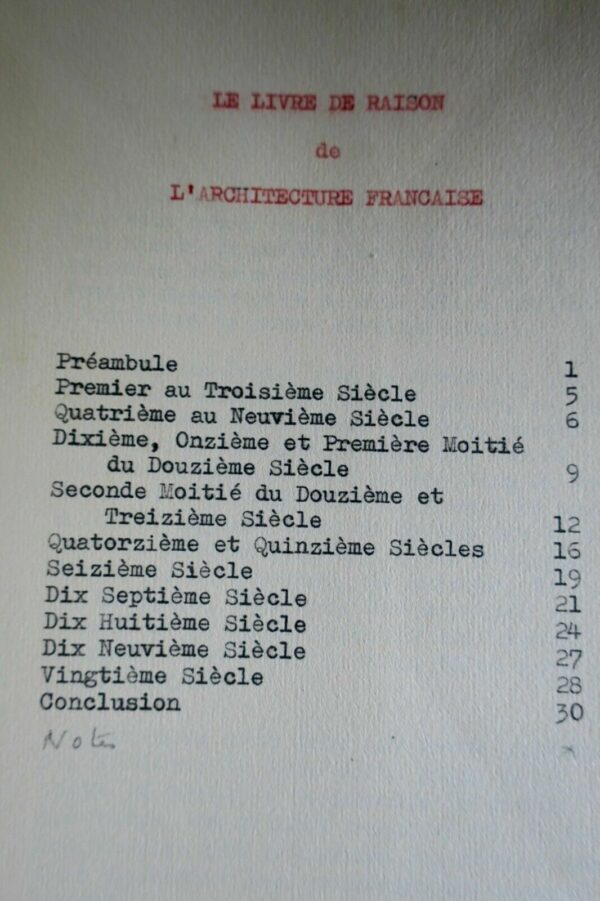 LE LIVRE DE RAISON
de
L'ARCHITECTURE FRANCAISE
Préambule 1
Premier au Troisième Siècle 5
Quatrième au Neuvième Siècle 6
Dixième, Onzième et Première Moitié
du Douzième Siècle 9
Seconde Moitié du Douzième et
Treizième Siècle 12
Quatorzième et Quinzième Siècles 16
Seizième Siècle 19
Dix Septième Siècle 21
Dix Huitième Siècle 24
Dix Neuvième Siècle 27
Vingtième Siècle 28
Conclusion 30
Notes